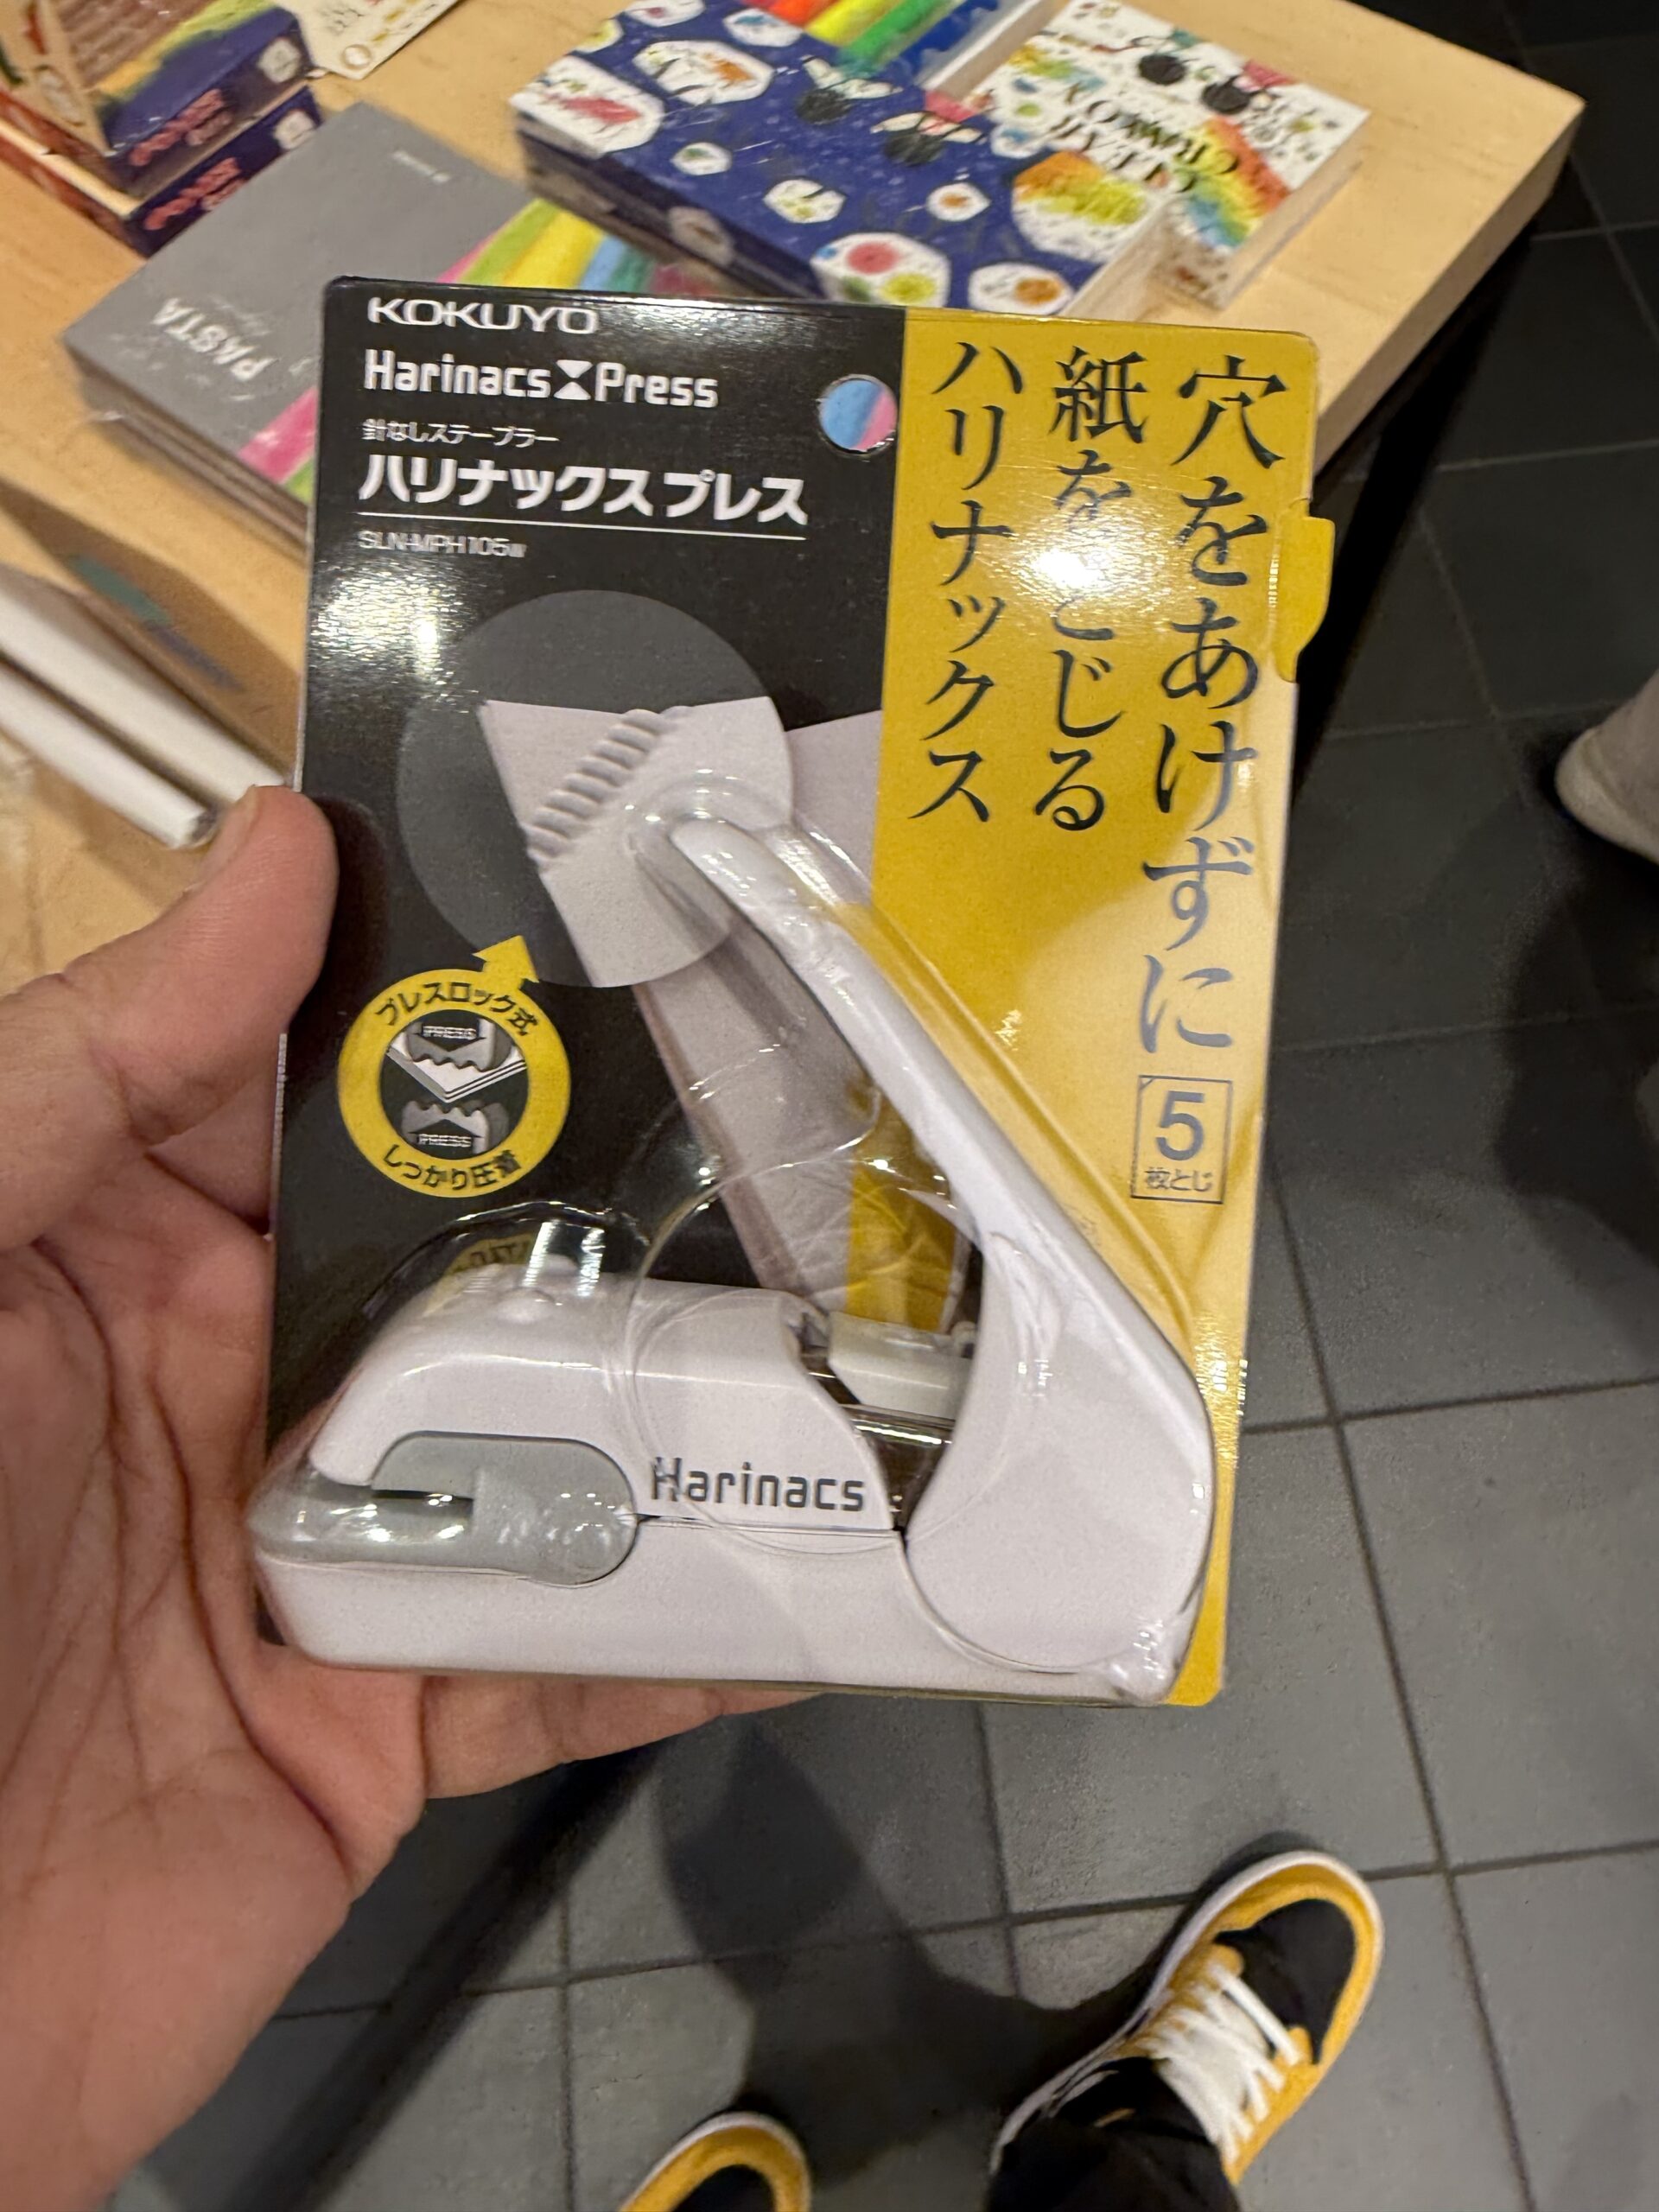 KOKUYO
Harinacs Press
針なしステープラー
ハリナックスプレス
SLN-MPH105W
穴をあけずに
紙をとじる
ハリナックス
5
枚とじ
プレスロック式
PRESS
PRESS
しっかり圧着
Harinacs
PASTA